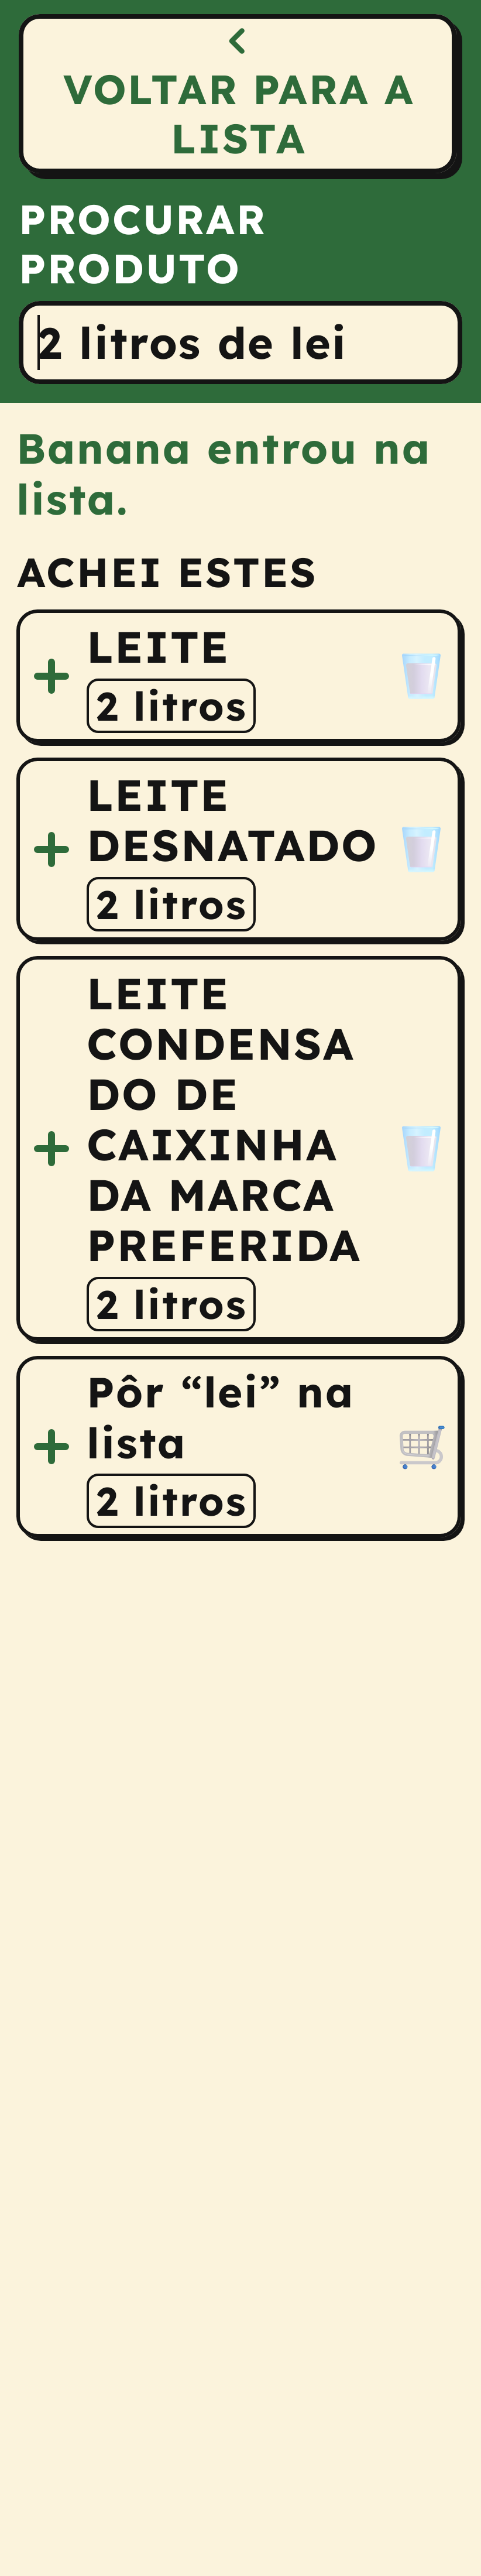 VOLTAR PARA A
LISTA
PROCURAR
PRODUTO
2 litros de lei
Banana entrou na
lista.
ACHEI ESTES
LEITE
2 litros
LEITE
DESNATADO
2 litros
LEITE
CONDENSA
DO DE
CAIXINHA
DA MARCA
PREFERIDA
2 litros
Pôr “lei” na
lista
2 litros